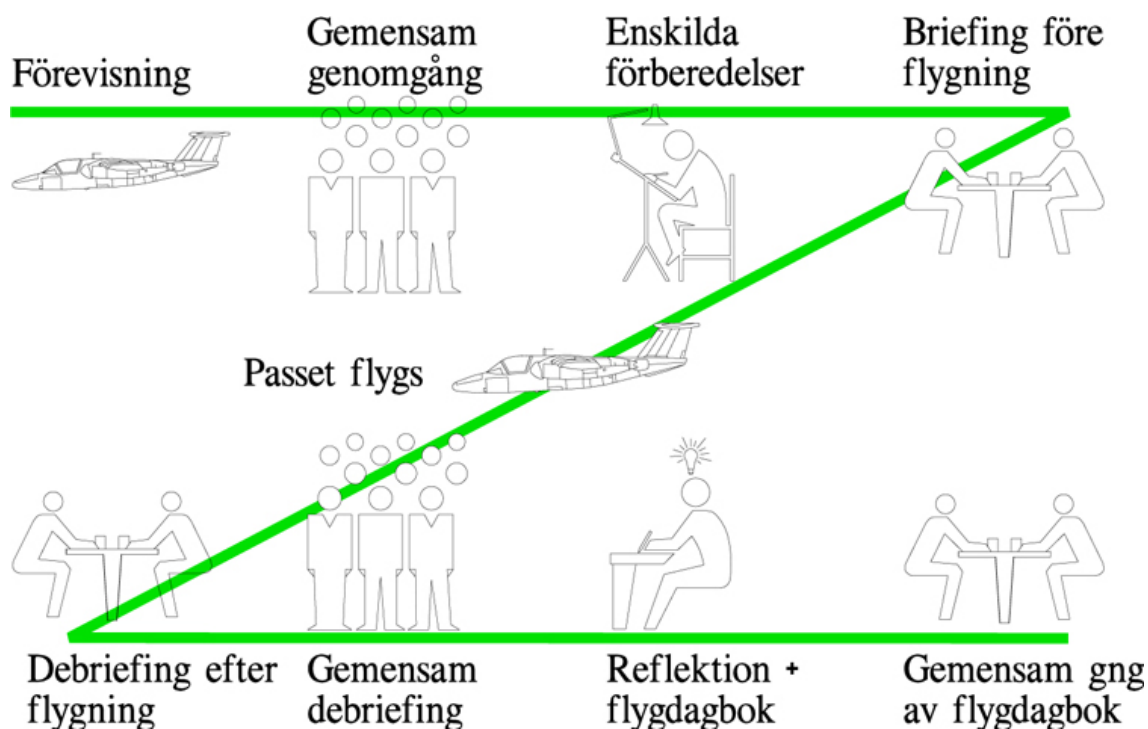 Förevisning
Gemensam
genomgång
Enskilda
förberedelser
Briefing före
flygning
Passet flygs
Debriefing efter
flygning
Gemensam
debriefing
Reflektion +
flygdagbok
Gemensam gng
av flygdagbok